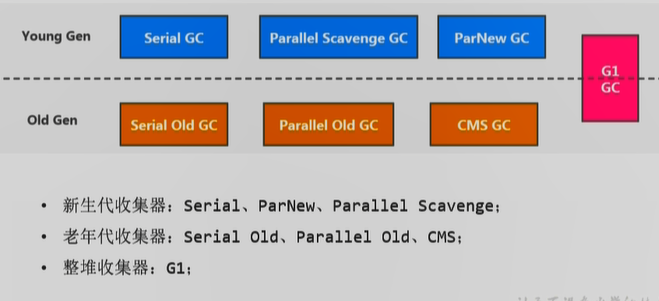 Young Gen
Serial GC
Parallel Scavenge GC
ParNew GC
G1
GC
Old Gen
Serial Old GC
Parallel Old GC
CMS GC
• 新生代收集器：Serial、ParNew、Parallel Scavenge；
• 老年代收集器：Serial Old、Parallel Old、CMS；
• 整堆收集器：G1；